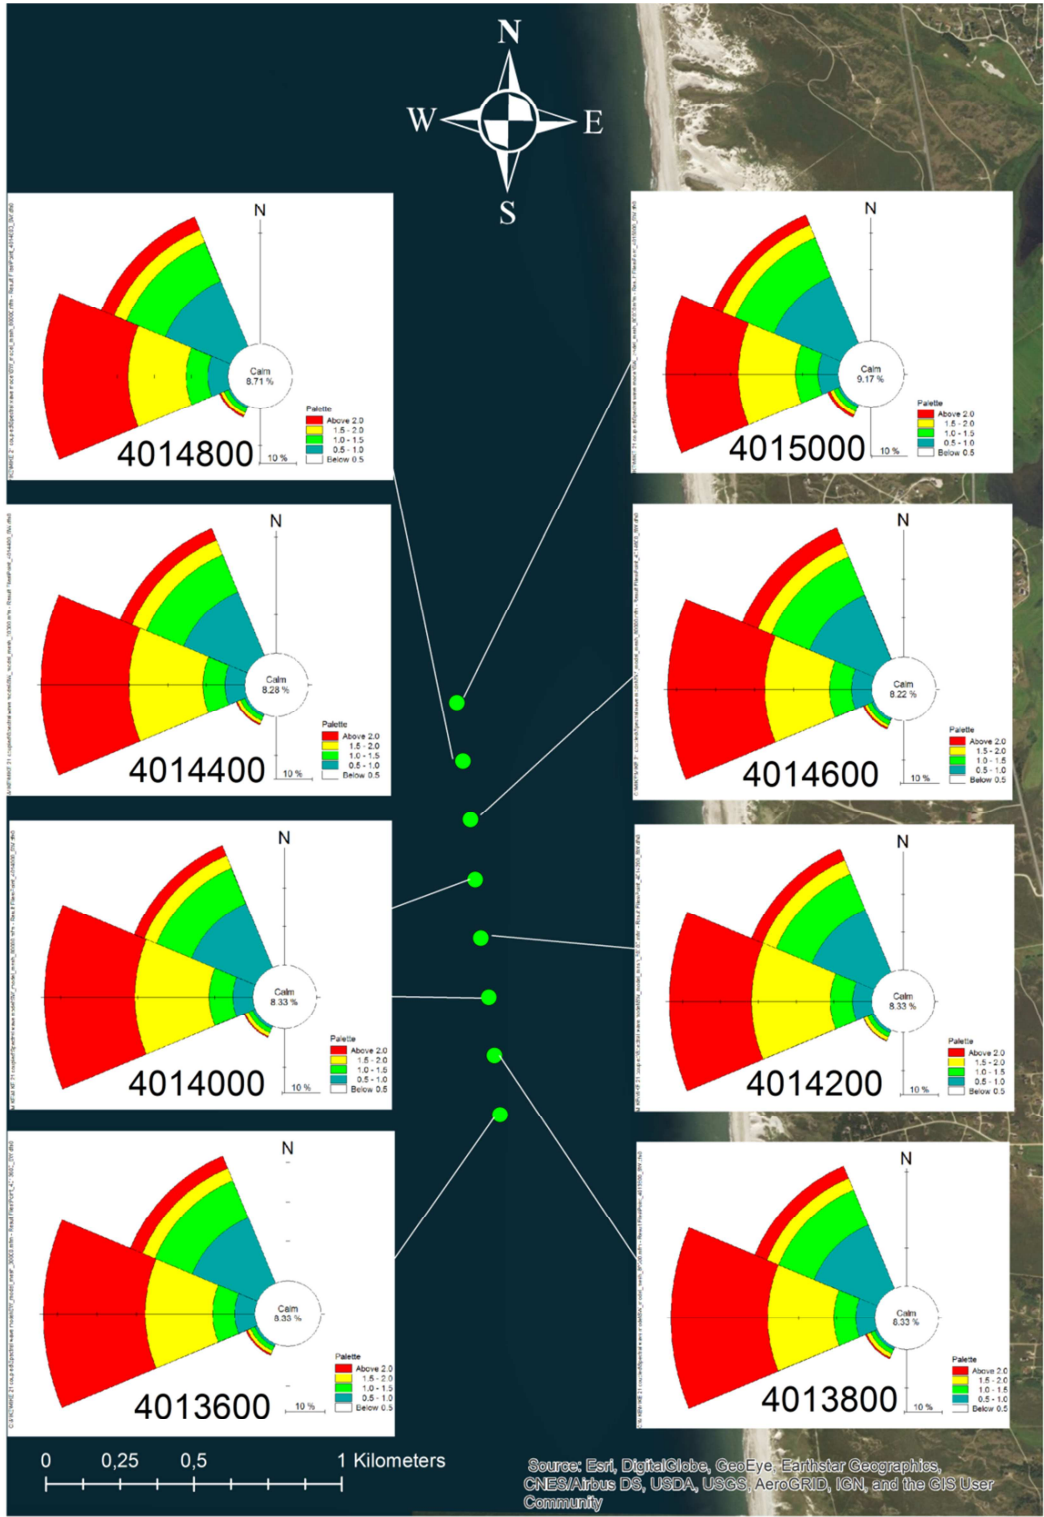 N
W E
S
N
Calm
8.71 %
Palette
Above 2.0
1.5 - 2.0
1.0 - 1.5
0.5 - 1.0
Below 0.5
4014800
10 %
N
Calm
9.17 %
Palette
Above 2.0
1.5 - 2.0
1.0 - 1.5
0.5 - 1.0
Below 0.5
4015000
10 %
N
Calm
8.28 %
Palette
Above 2.0
1.5 - 2.0
1.0 - 1.5
0.5 - 1.0
Below 0.5
4014400
10 %
N
Calm
8.22 %
Palette
Above 2.0
1.5 - 2.0
1.0 - 1.5
0.5 - 1.0
Below 0.5
4014600
10 %
N
Calm
8.33 %
Palette
Above 2.0
1.5 - 2.0
1.0 - 1.5
0.5 - 1.0
Below 0.5
4014000
10 %
N
Calm
8.33 %
Palette
Above 2.0
1.5 - 2.0
1.0 - 1.5
0.5 - 1.0
Below 0.5
4014200
10 %
N
Calm
8.33 %
Palette
Above 2.0
1.5 - 2.0
1.0 - 1.5
0.5 - 1.0
Below 0.5
4013600
10 %
N
Calm
8.33 %
Palette
Above 2.0
1.5 - 2.0
1.0 - 1.5
0.5 - 1.0
Below 0.5
4013800
10 %
0 0,25 0,5 1 Kilometers
Source: Esri, DigitalGlobe, GeoEye, Earthstar Geographics,
CNES/Airbus DS, USDA, USGS, AeroGRID, IGN, and the GIS User
Community